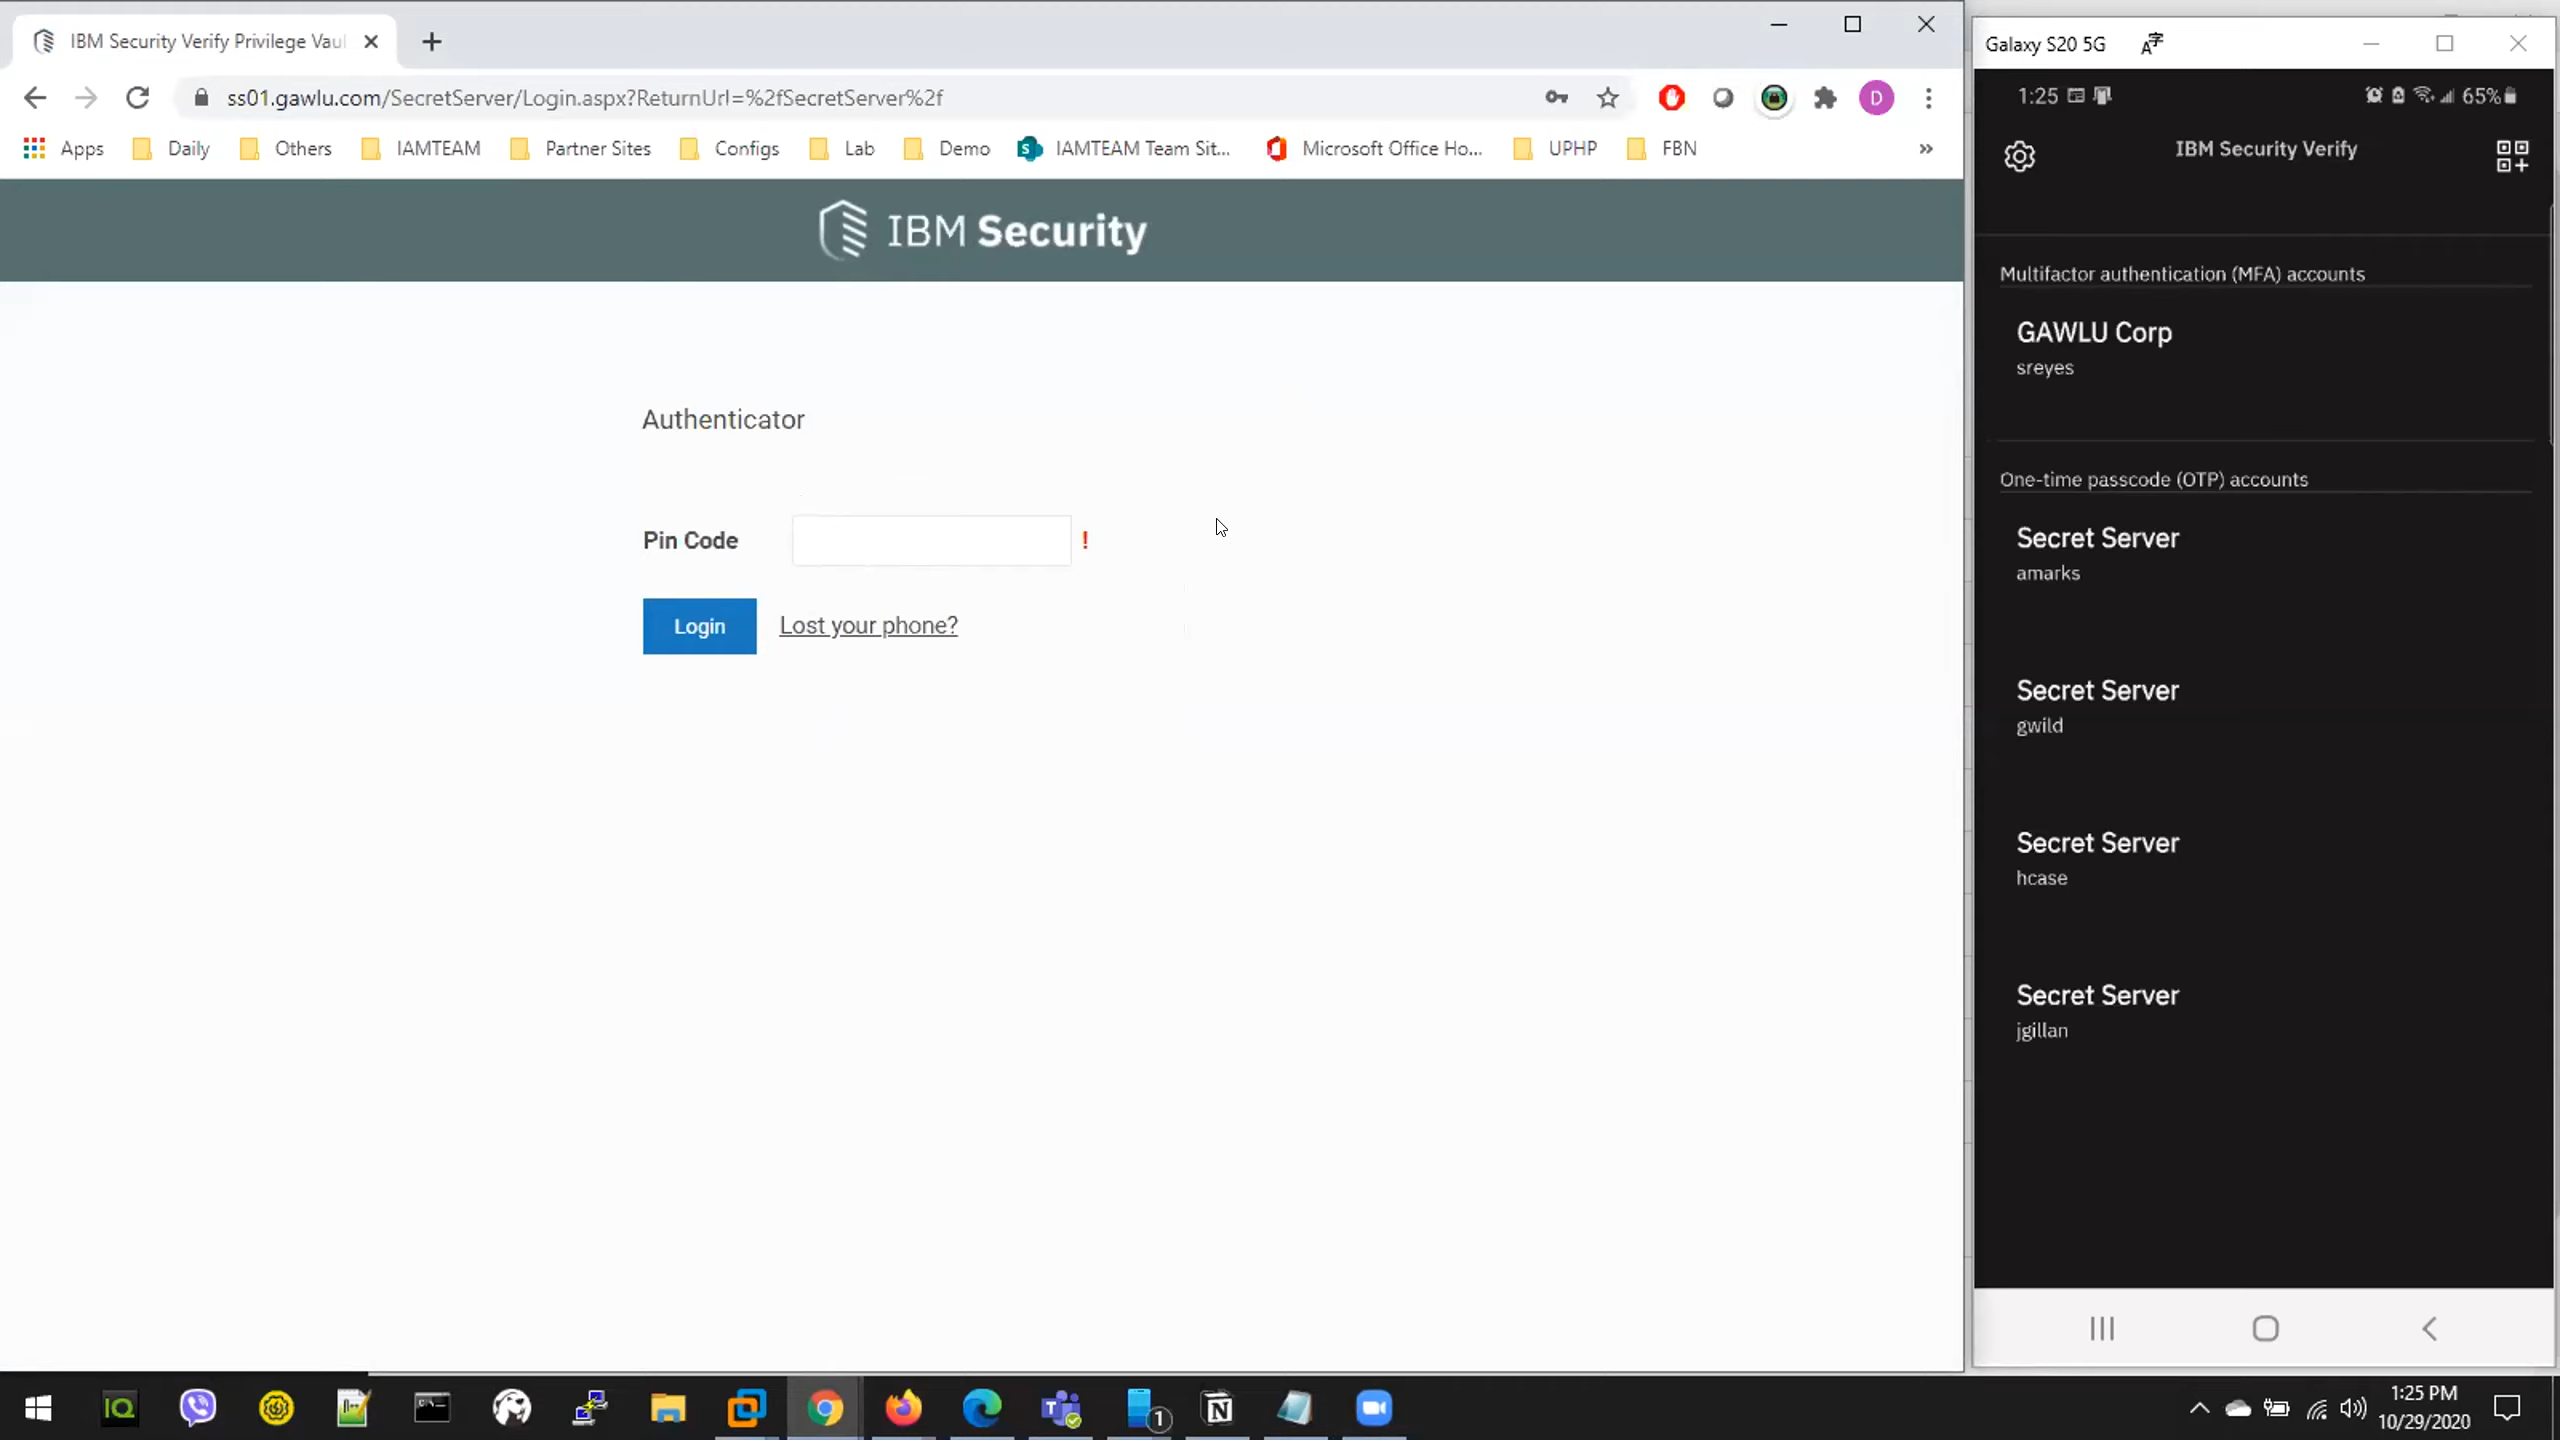 IBM Security Verify Privilege Vau
ss01.gawlu.com/SecretServer/Login.aspx?ReturnUrl=%2fSecretServer%2f
D
Apps Daily Others IAMTEAM Partner Sites Configs Lab Demo IAMTEAM Team Sit... Microsoft Office Ho... UPHP FBN »
IBM Security
Authenticator
Pin Code !
Login Lost your phone?
Galaxy S20 5G
1:25 65%
IBM Security Verify
Multifactor authentication (MFA) accounts
GAWLU Corp
sreyes
One-time passcode (OTP) accounts
Secret Server
amarks
Secret Server
gwild
Secret Server
hcase
Secret Server
jgillan
IQ
1
1:25 PM
10/29/2020